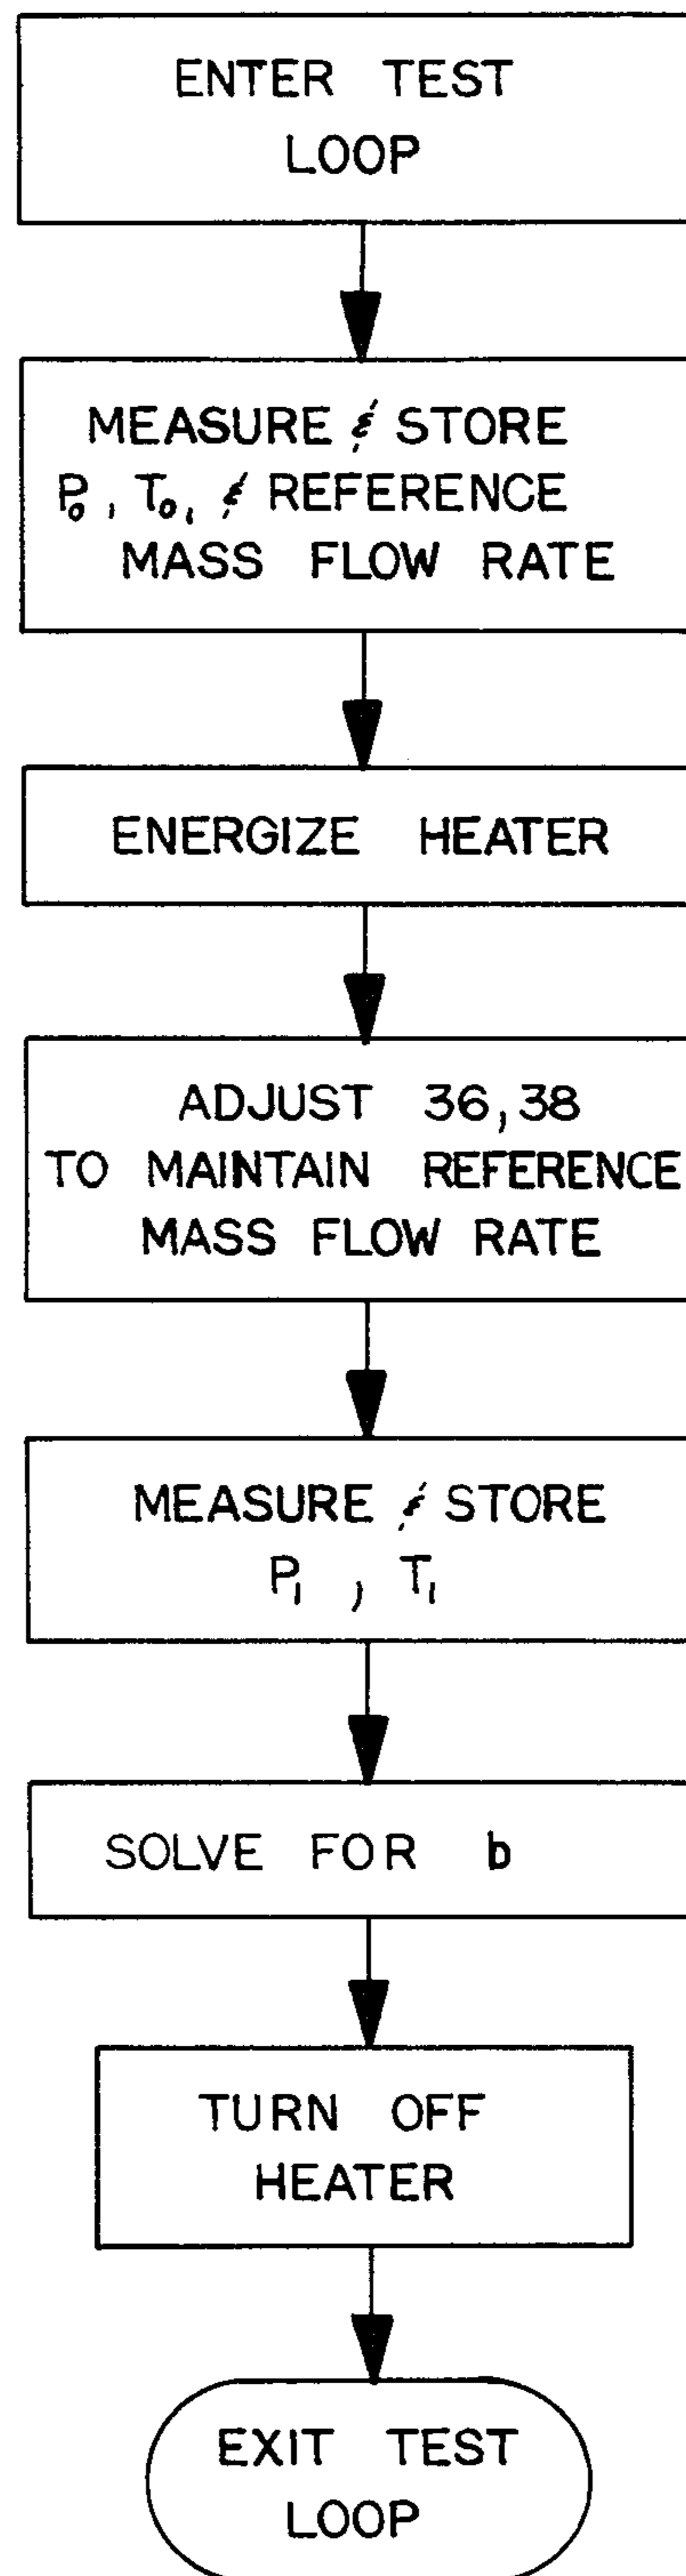 ENTER TEST
LOOP
MEASURE & STORE
P₀, T₀, & REFERENCE
MASS FLOW RATE
ENERGIZE HEATER
ADJUST 36,38
TO MAINTAIN REFERENCE
MASS FLOW RATE
MEASURE & STORE
P₁ , T₁
SOLVE FOR b
TURN OFF
HEATER
EXIT TEST
LOOP